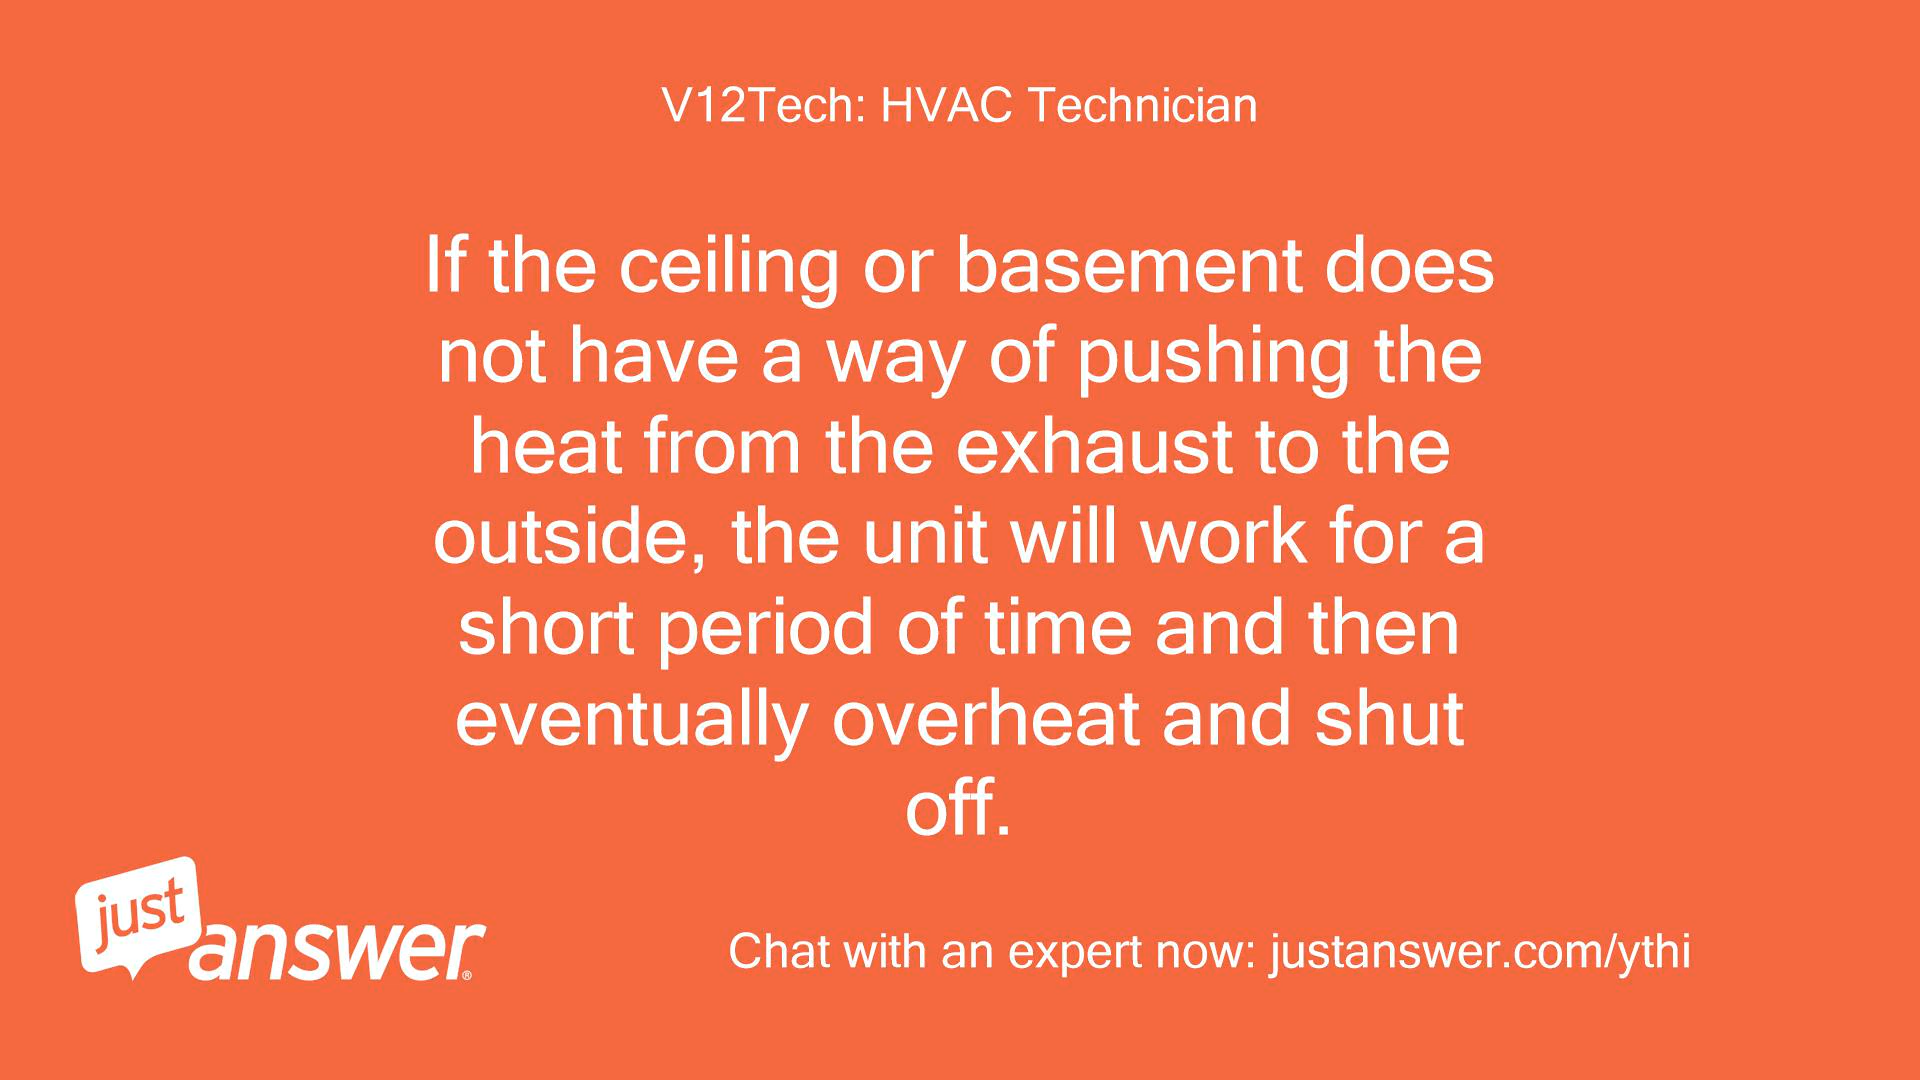 V12Tech: HVAC Technician
If the ceiling or basement does
not have a way of pushing the
heat from the exhaust to the
outside, the unit will work for a
short period of time and then
eventually overheat and shut
off.
just
answer®
Chat with an expert now: justanswer.com/ythi